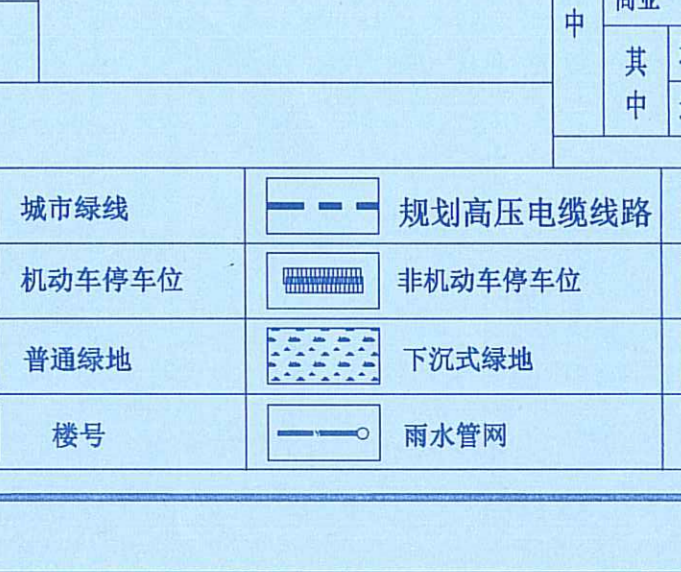 中
其
中
城市绿线
规划高压电缆线路
机动车停车位
非机动车停车位
普通绿地
下沉式绿地
楼号
雨水管网